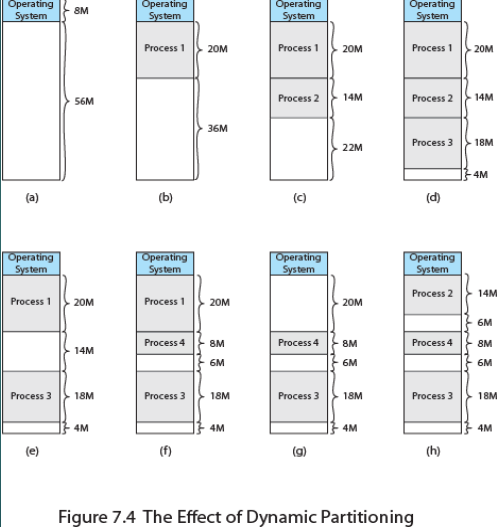 Operating
System
8M
56M
(a)
Operating
System
Process 1
20M
36M
(b)
Operating
System
Process 1
20M
Process 2
14M
22M
(c)
Operating
System
Process 1
20M
Process 2
14M
Process 3
18M
4M
(d)
Operating
System
Process 1
20M
14M
Process 3
18M
4M
(e)
Operating
System
Process 1
20M
Process 4
8M
6M
Process 3
18M
4M
(f)
Operating
System
20M
Process 4
8M
6M
Process 3
18M
4M
(g)
Operating
System
Process 2
14M
6M
Process 4
8M
6M
Process 3
18M
4M
(h)
Figure 7.4 The Effect of Dynamic Partitioning